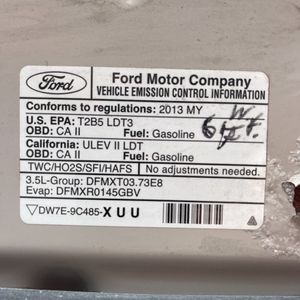 Ford
Ford Motor Company
VEHICLE EMISSION CONTROL INFORMATION
Conforms to regulations: 2013 MY
U.S. EPA: T2B5 LDT3
OBD: CA II Fuel: Gasoline
California: ULEV II LDT
OBD: CA II Fuel: Gasoline
TWC/HO2S/SFI/HAFS No adjustments needed.
3.5L-Group: DFMXT03.73E8
Evap: DFMXR0145GBV
DW7E-9C485-XUU